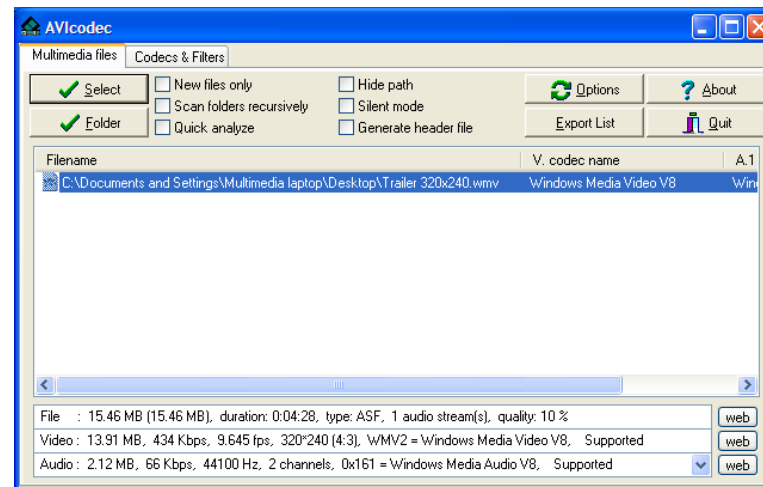 AVIcodec
Multimedia files Codecs & Filters
Select New files only Hide path Options About
Scan folders recursively Silent mode
Folder Quick analyze Generate header file Export List Quit
Filename V. codec name A.1
C:\Documents and Settings\Multimedia laptop\Desktop\Trailer 320x240.wmv Windows Media Video V8 Win
File : 15.46 MB (15.46 MB), duration: 0:04:28, type: ASF, 1 audio stream(s), quality: 10 % web
Video : 13.91 MB, 434 Kbps, 9.645 fps, 320*240 (4:3), WMV2 = Windows Media Video V8, Supported web
Audio : 2.12 MB, 66 Kbps, 44100 Hz, 2 channels, 0x161 = Windows Media Audio V8, Supported web